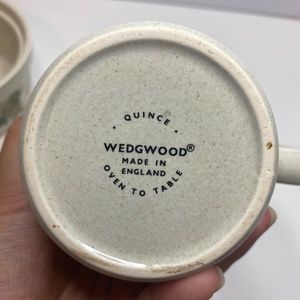 • QUINCE •
WEDGWOOD®
MADE IN
ENGLAND
OVEN TO TABLE